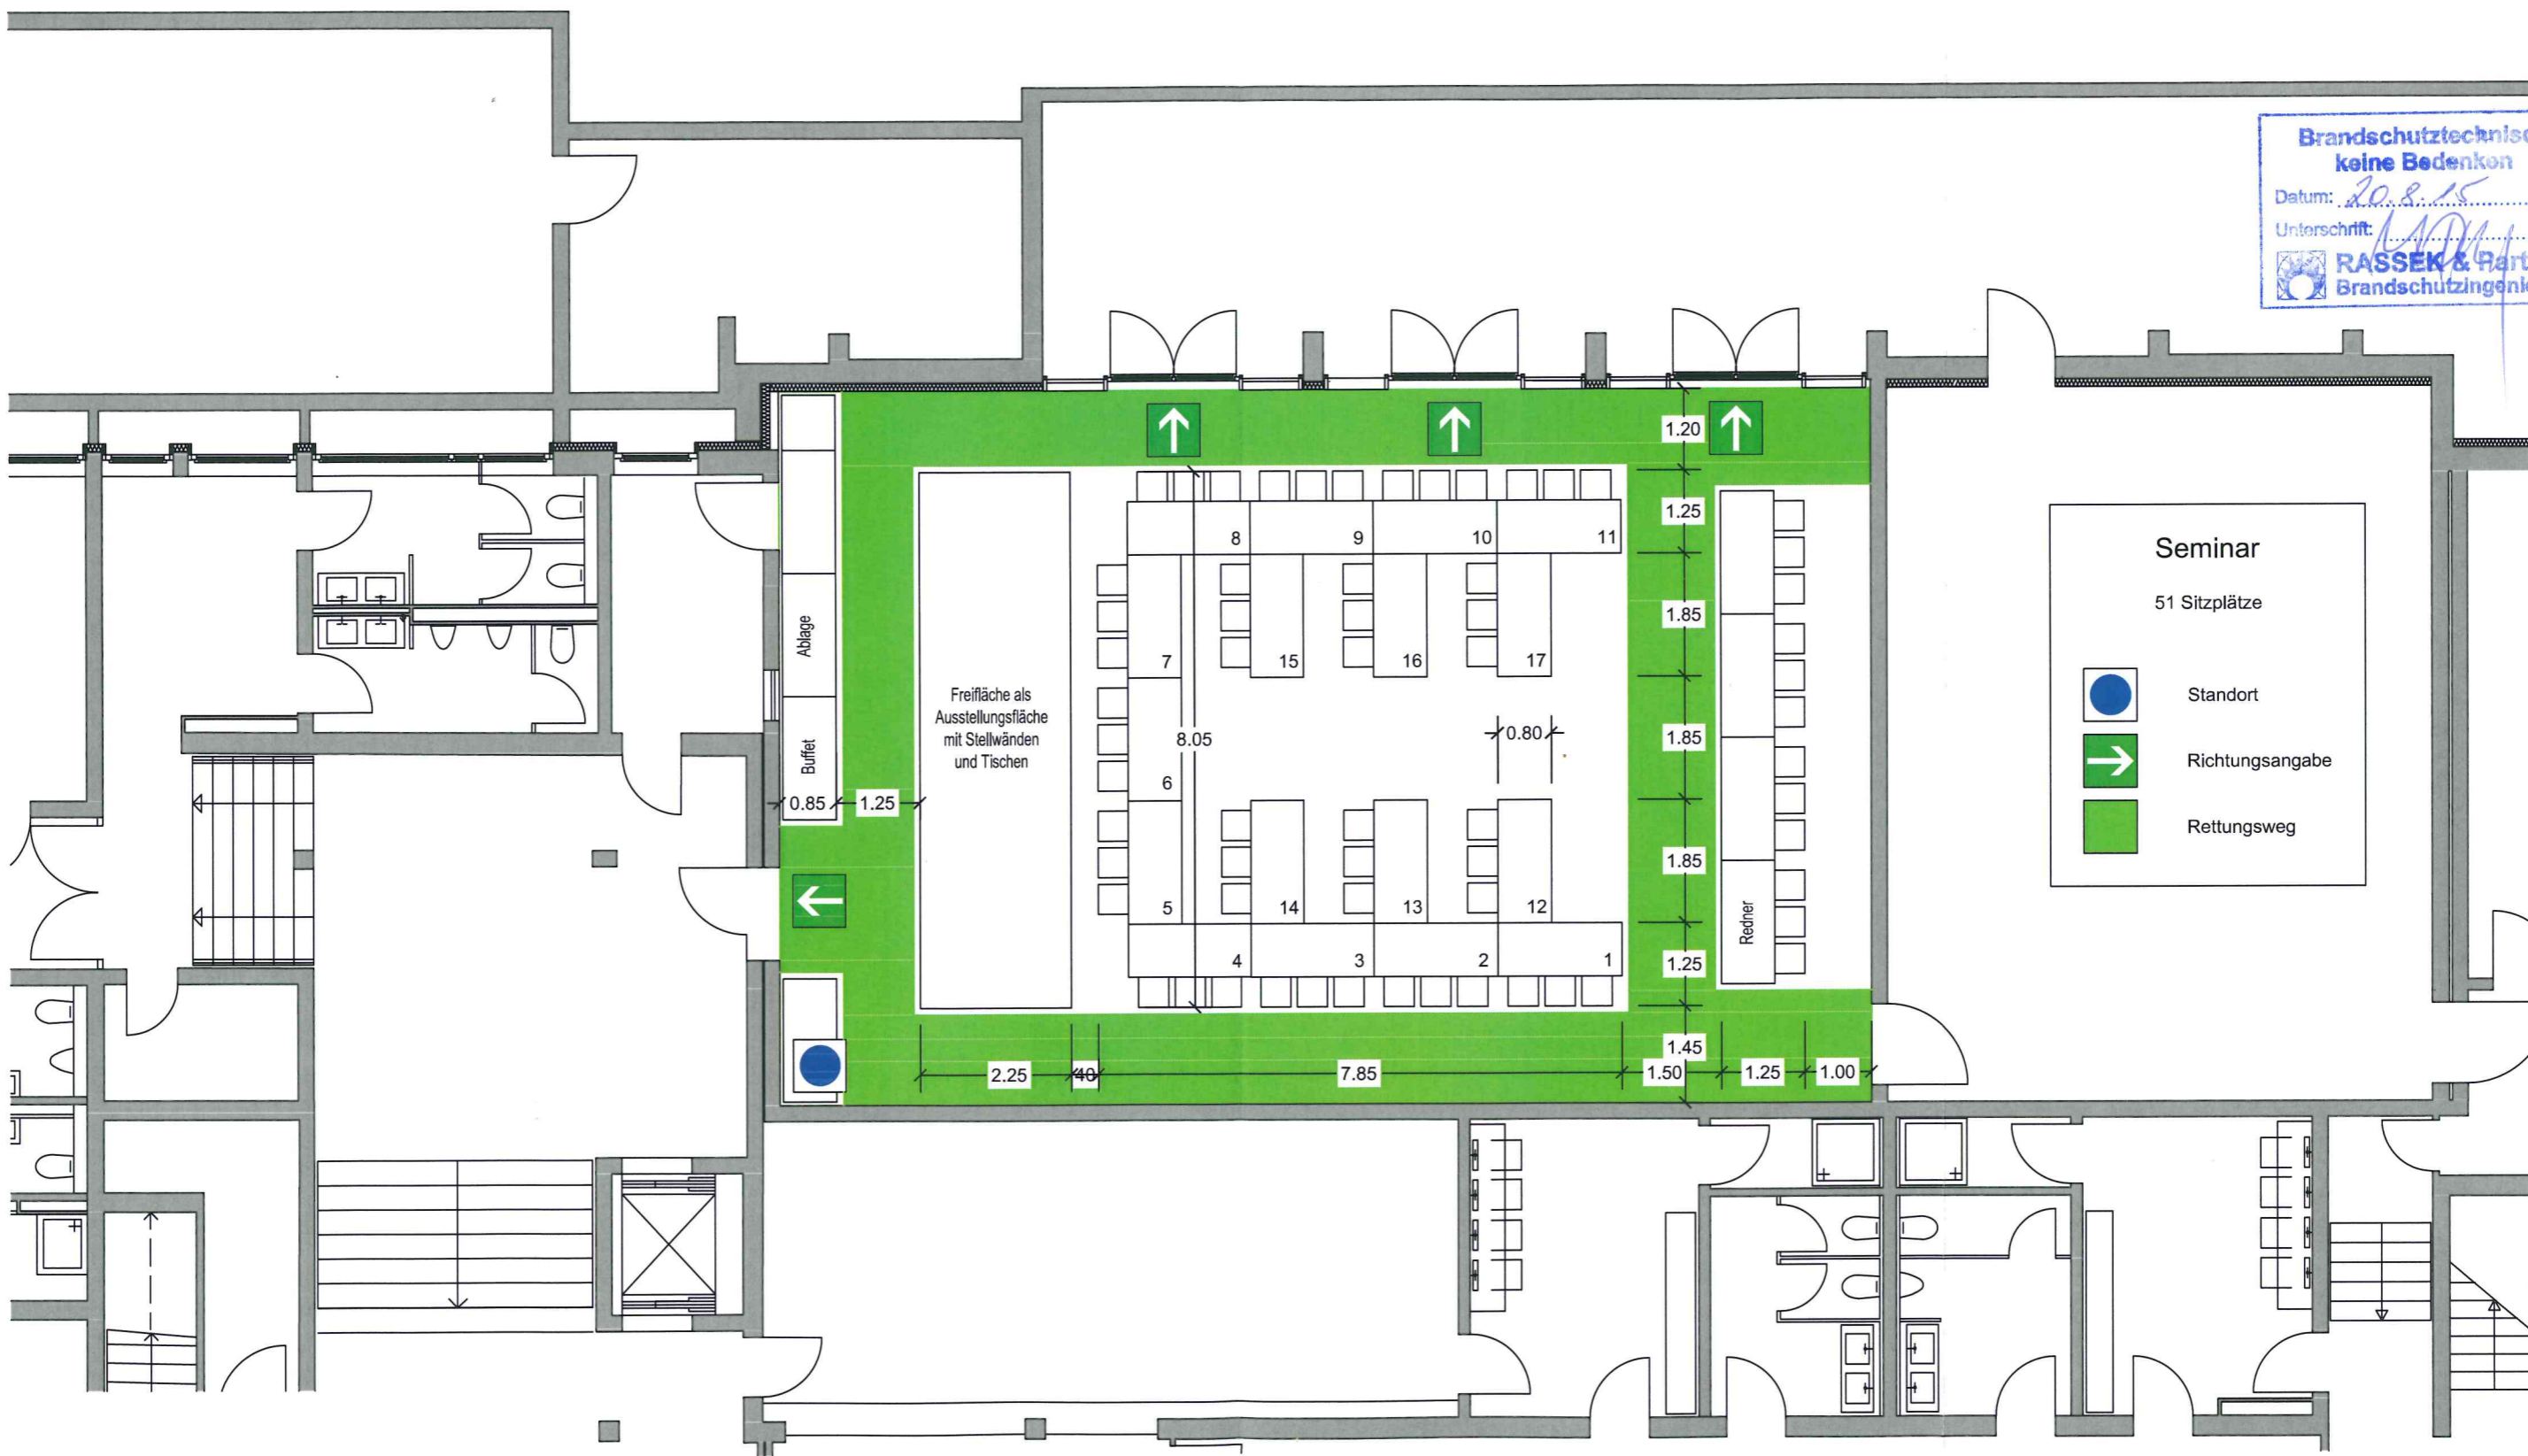 Brandschutztechnisc
keine Bedenken
Datum: 20.8.15
Unterschrift:
RASSEK & Part
Brandschutzingenie
1.20
8
9
10
11
1.25
Seminar
51 Sitzplätze
Ablage
7
15
16
17
1.85
Freifläche als
Ausstellungsfläche
mit Stellwänden
und Tischen
Standort
8.05
0.80
1.85
Richtungsangabe
Buffet
6
0.85
1.25
Rettungsweg
1.85
5
14
13
12
Redner
4
3
2
1
1.25
1.45
2.25
40
7.85
1.50
1.25
1.00